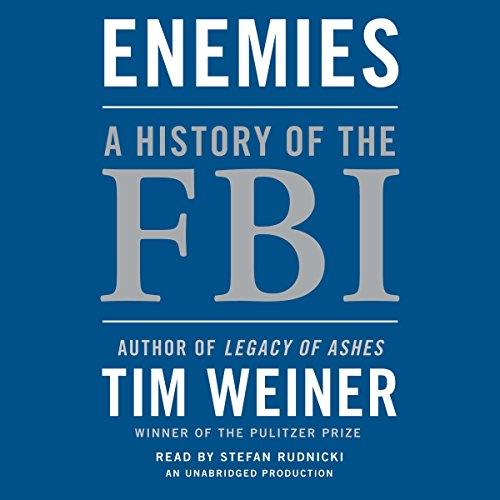 ENEMIES
A HISTORY OF THE
FBI
AUTHOR OF LEGACY OF ASHES
TIM WEINER
WINNER OF THE PULITZER PRIZE
READ BY STEFAN RUDNICKI
AN UNABRIDGED PRODUCTION